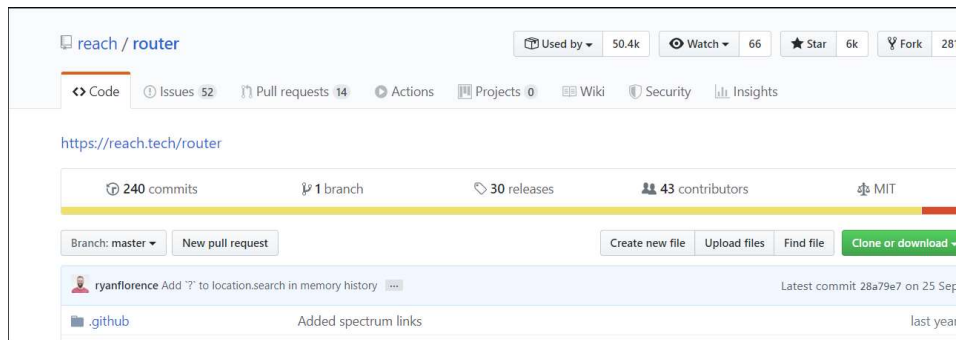 reach / router Used by 50.4k Watch 66 Star 6k Fork 281
Code Issues 52 Pull requests 14 Actions Projects 0 Wiki Security Insights
https://reach.tech/router
240 commits 1 branch 30 releases 43 contributors MIT
Branch: master New pull request Create new file Upload files Find file Clone or download
ryanflorence Add `?` to location.search in memory history ... Latest commit 28a79e7 on 25 Sep
.github Added spectrum links last year